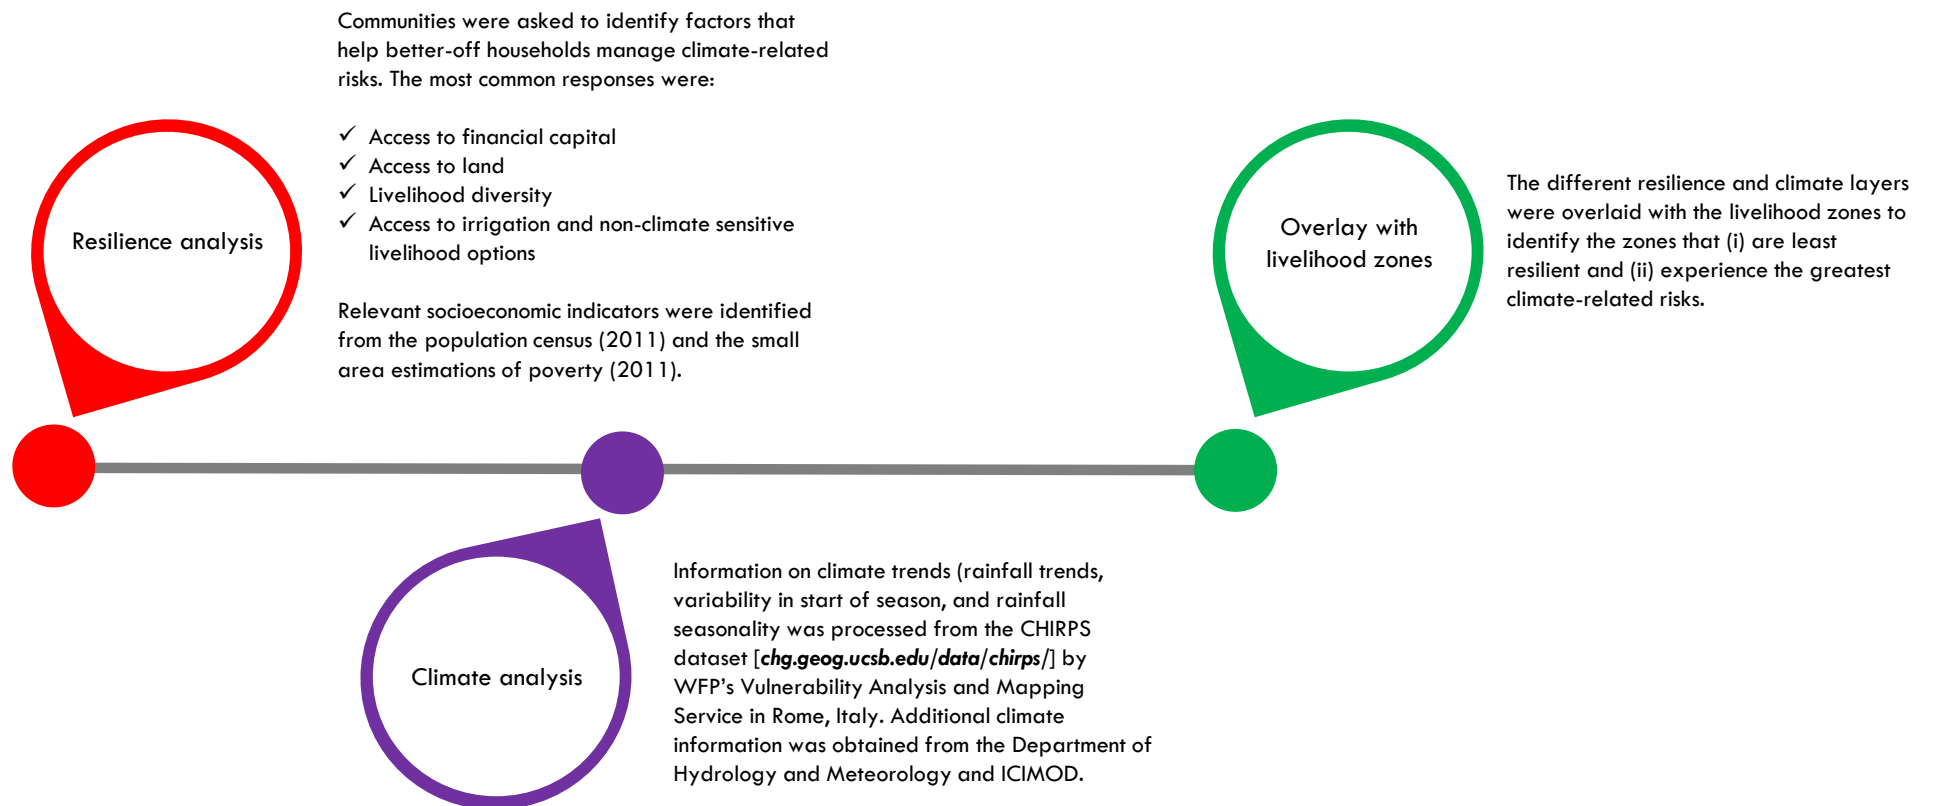 Communities were asked to identify factors that
help better-off households manage climate-related
risks. The most common responses were:
✓ Access to financial capital
✓ Access to land
✓ Livelihood diversity
✓ Access to irrigation and non-climate sensitive
livelihood options
Relevant socioeconomic indicators were identified
from the population census (2011) and the small
area estimations of poverty (2011).
Resilience analysis
Climate analysis
Information on climate trends (rainfall trends,
variability in start of season, and rainfall
seasonality was processed from the CHIRPS
dataset [chg.geog.ucsb.edu/data/chirps/] by
WFP's Vulnerability Analysis and Mapping
Service in Rome, Italy. Additional climate
information was obtained from the Department of
Hydrology and Meteorology and ICIMOD.
Overlay with
livelihood zones
The different resilience and climate layers
were overlaid with the livelihood zones to
identify the zones that (i) are least
resilient and (ii) experience the greatest
climate-related risks.